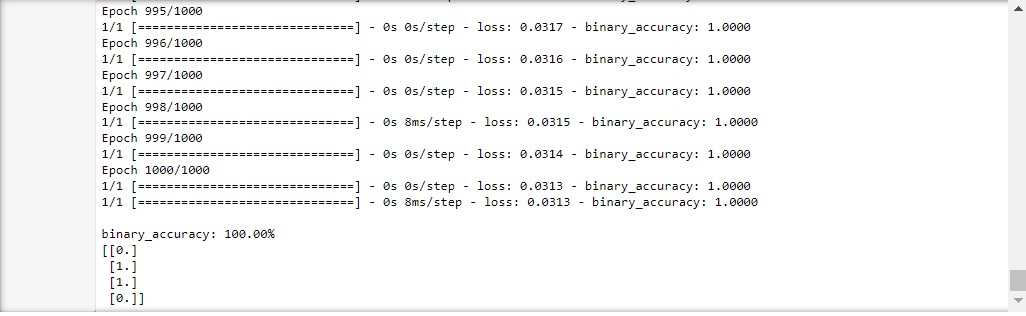 Epoch 995/1000
1/1 [==============================] - 0s 0s/step - loss: 0.0317 - binary_accuracy: 1.0000
Epoch 996/1000
1/1 [==============================] - 0s 0s/step - loss: 0.0316 - binary_accuracy: 1.0000
Epoch 997/1000
1/1 [==============================] - 0s 0s/step - loss: 0.0315 - binary_accuracy: 1.0000
Epoch 998/1000
1/1 [==============================] - 0s 8ms/step - loss: 0.0315 - binary_accuracy: 1.0000
Epoch 999/1000
1/1 [==============================] - 0s 0s/step - loss: 0.0314 - binary_accuracy: 1.0000
Epoch 1000/1000
1/1 [==============================] - 0s 0s/step - loss: 0.0313 - binary_accuracy: 1.0000
1/1 [==============================] - 0s 8ms/step - loss: 0.0313 - binary_accuracy: 1.0000
binary_accuracy: 100.00%
[[0.]
[1.]
[1.]
[0.]]